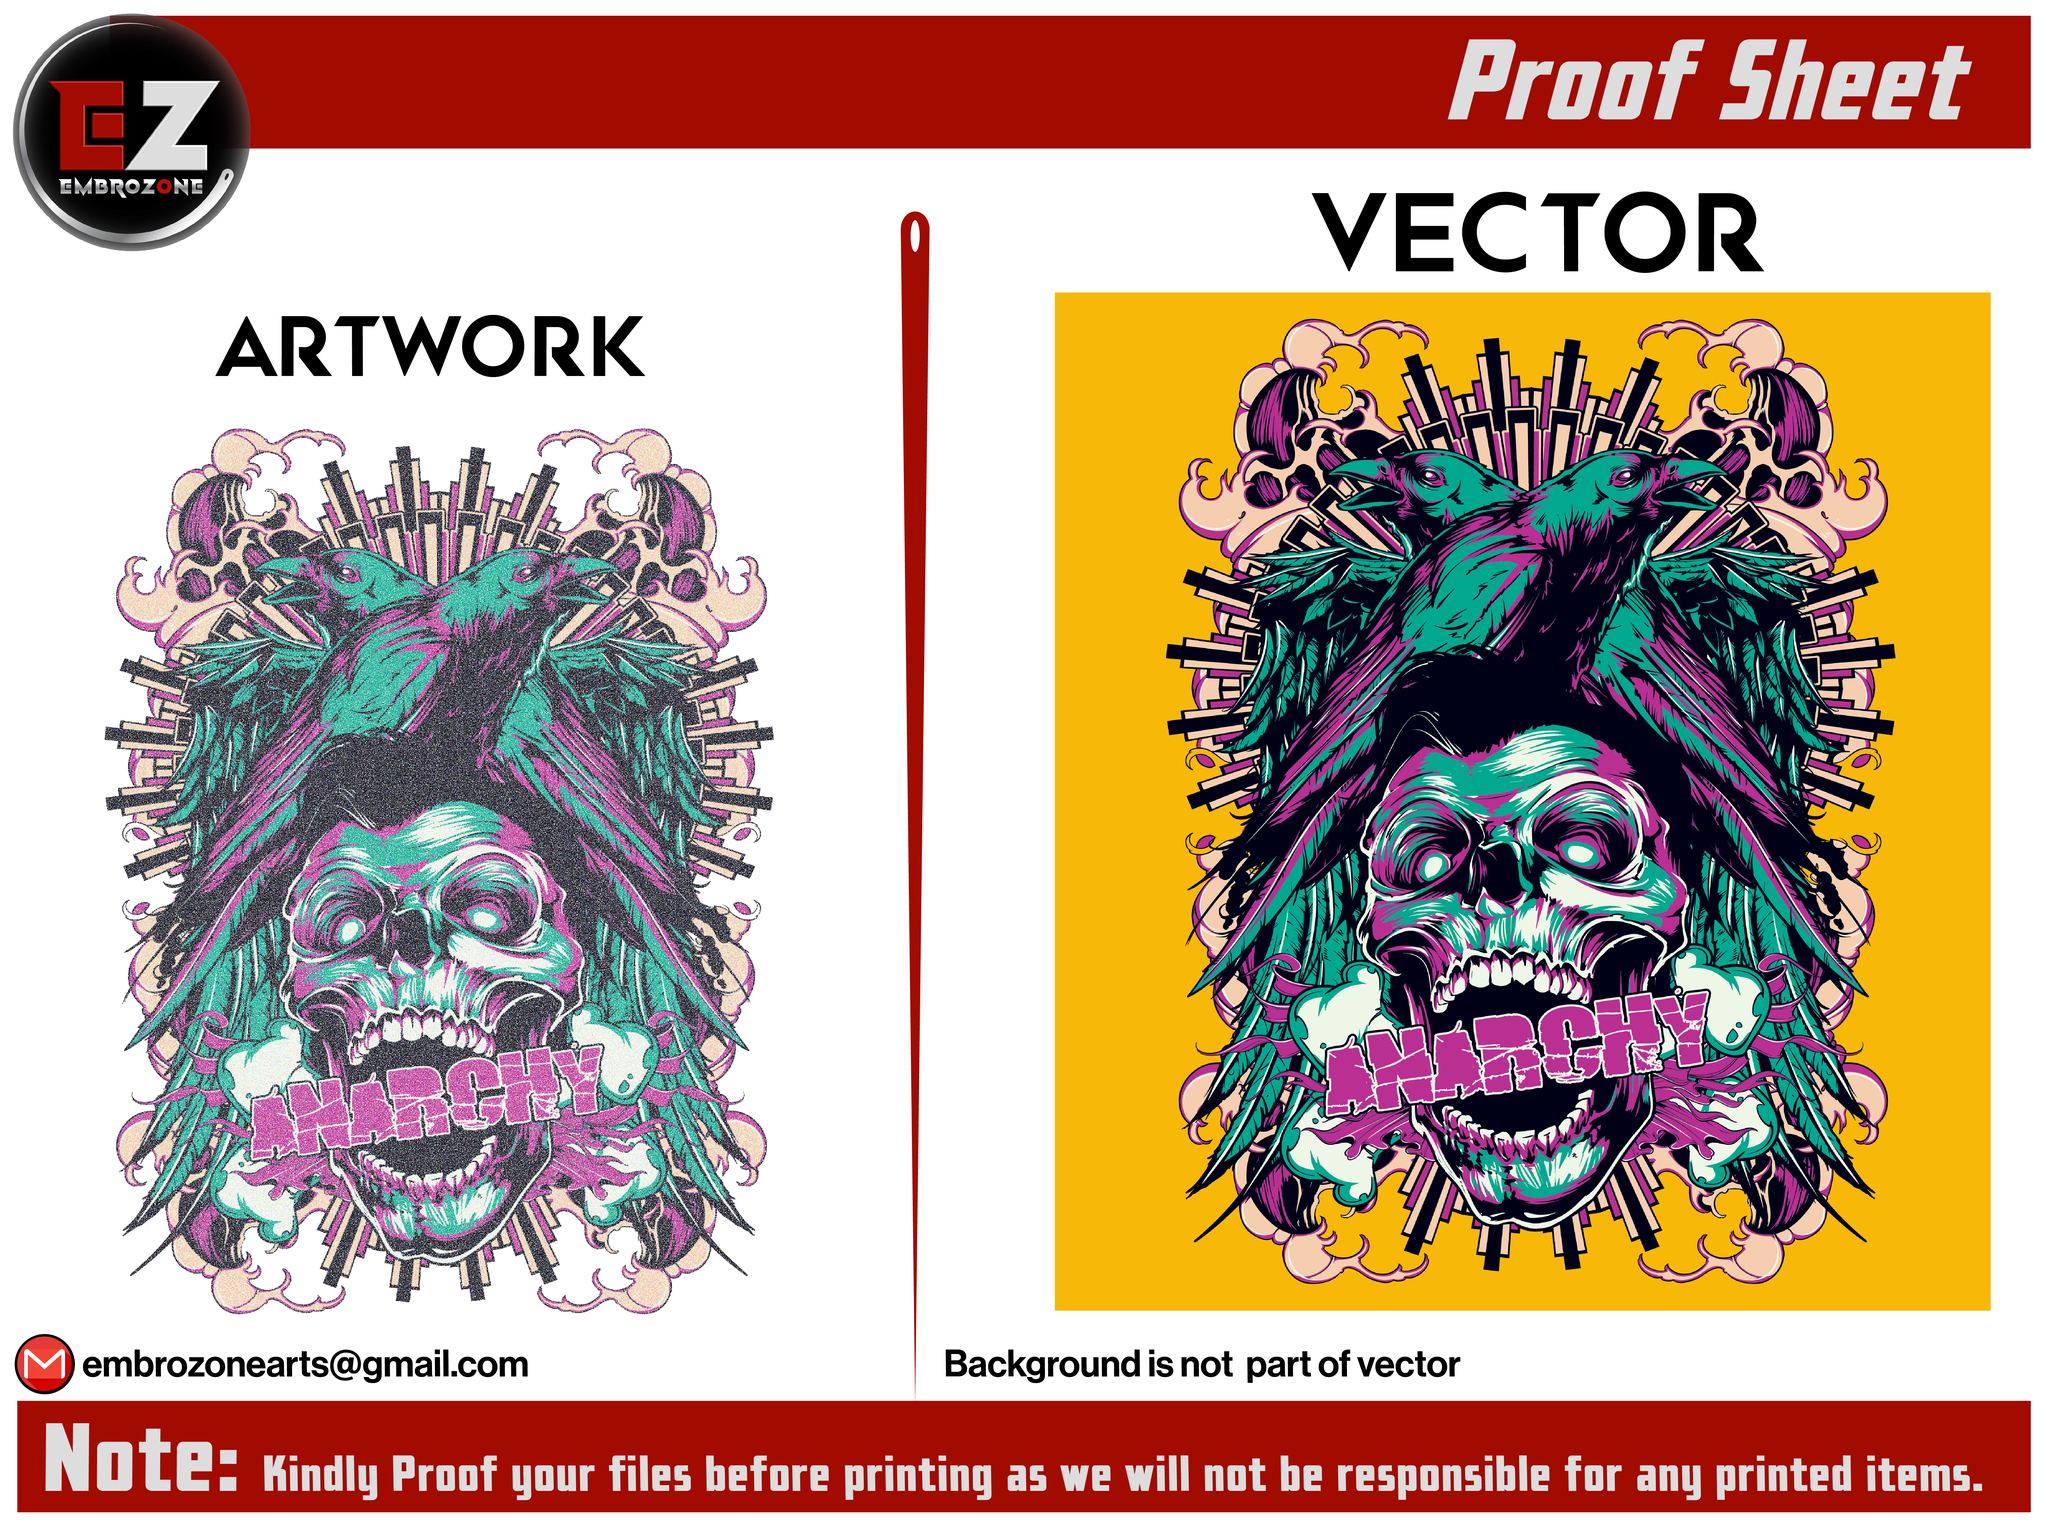 EZ
EMBROZONE
Proof Sheet
ARTWORK
VECTOR
ANARCHY
ANARCHY
embrozonearts@gmail.com
Background is not part of vector
Note: Kindly Proof your files before printing as we will not be responsible for any printed items.